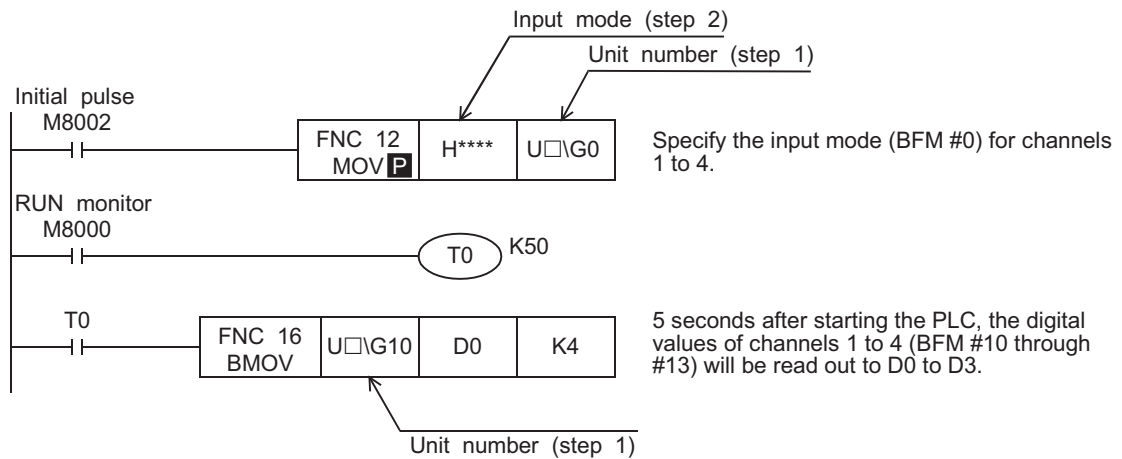 Input mode (step 2)
Unit number (step 1)
Initial pulse
M8002
FNC 12
MOV P
H****
U□\G0
Specify the input mode (BFM #0) for channels
1 to 4.
RUN monitor
M8000
T0
K50
T0
FNC 16
BMOV
U□\G10
D0
K4
5 seconds after starting the PLC, the digital
values of channels 1 to 4 (BFM #10 through
#13) will be read out to D0 to D3.
Unit number (step 1)